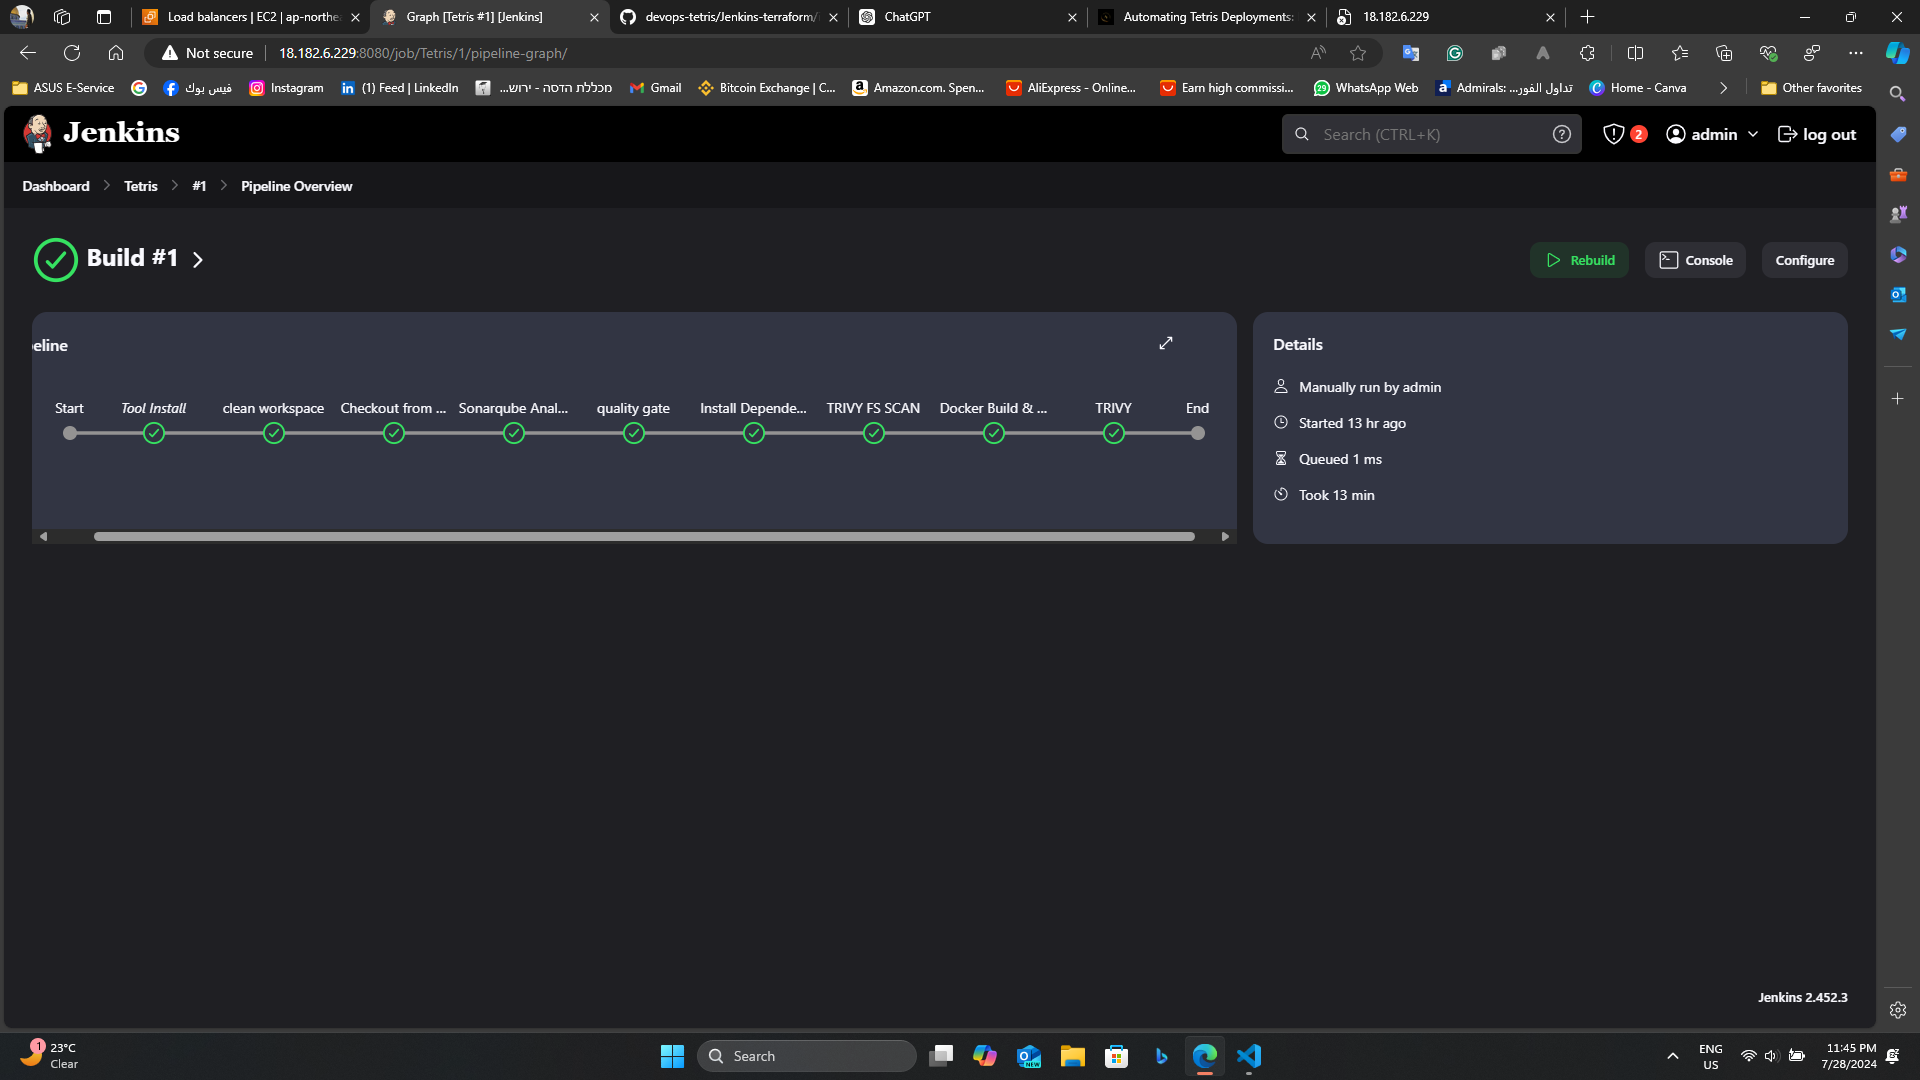 Load balancers | EC2 | ap-northe
Graph [Tetris #1] [Jenkins]
devops-tetris/Jenkins-terraform/
ChatGPT
Automating Tetris Deployments:
18.182.6.229
Not secure
18.182.6.229:8080/job/Tetris/1/pipeline-graph/
ASUS E-Service
فيس بوك
Instagram
(1) Feed | LinkedIn
מכללת הדסה - ירוש...
Gmail
Bitcoin Exchange | C...
Amazon.com. Spen...
AliExpress - Online...
Earn high commissi...
WhatsApp Web
Admirals: تداول الفور...
Home - Canva
Other favorites
Jenkins
Search (CTRL+K)
2
admin
log out
Dashboard
Tetris
#1
Pipeline Overview
Build #1
Rebuild
Console
Configure
eline
Start
Tool Install
clean workspace
Checkout from ...
Sonarqube Anal...
quality gate
Install Depende...
TRIVY FS SCAN
Docker Build & ...
TRIVY
End
Details
Manually run by admin
Started 13 hr ago
Queued 1 ms
Took 13 min
Jenkins 2.452.3
1
23°C
Clear
Search
NEW
ENG
US
11:45 PM
7/28/2024